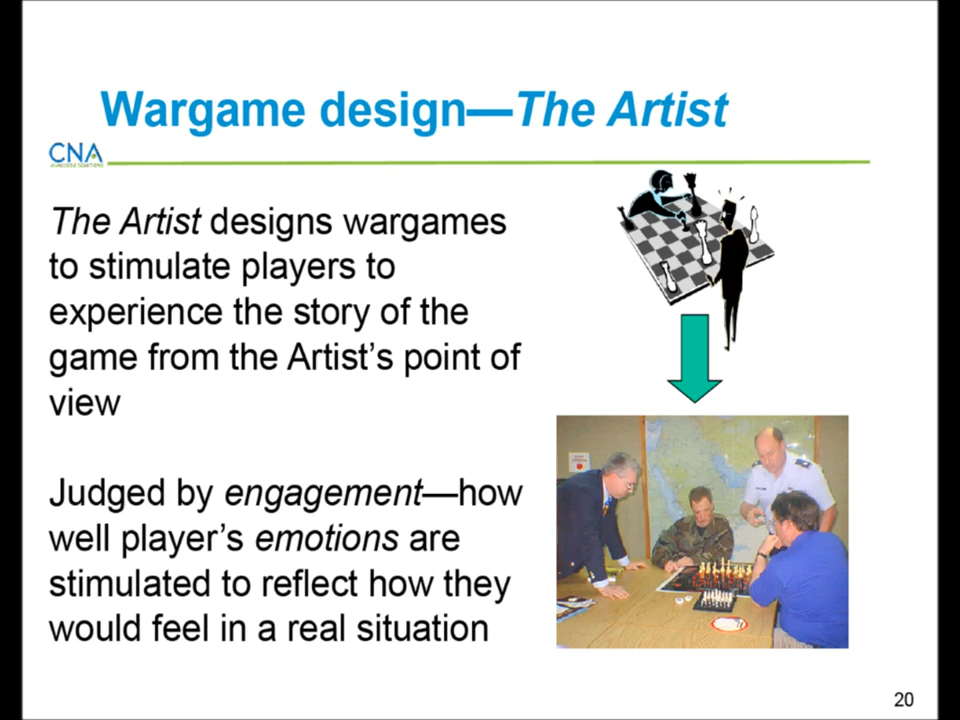 Wargame design—The Artist
CNA
The Artist designs wargames
to stimulate players to
experience the story of the
game from the Artist's point of
view
Judged by engagement—how
well player's emotions are
stimulated to reflect how they
would feel in a real situation
20